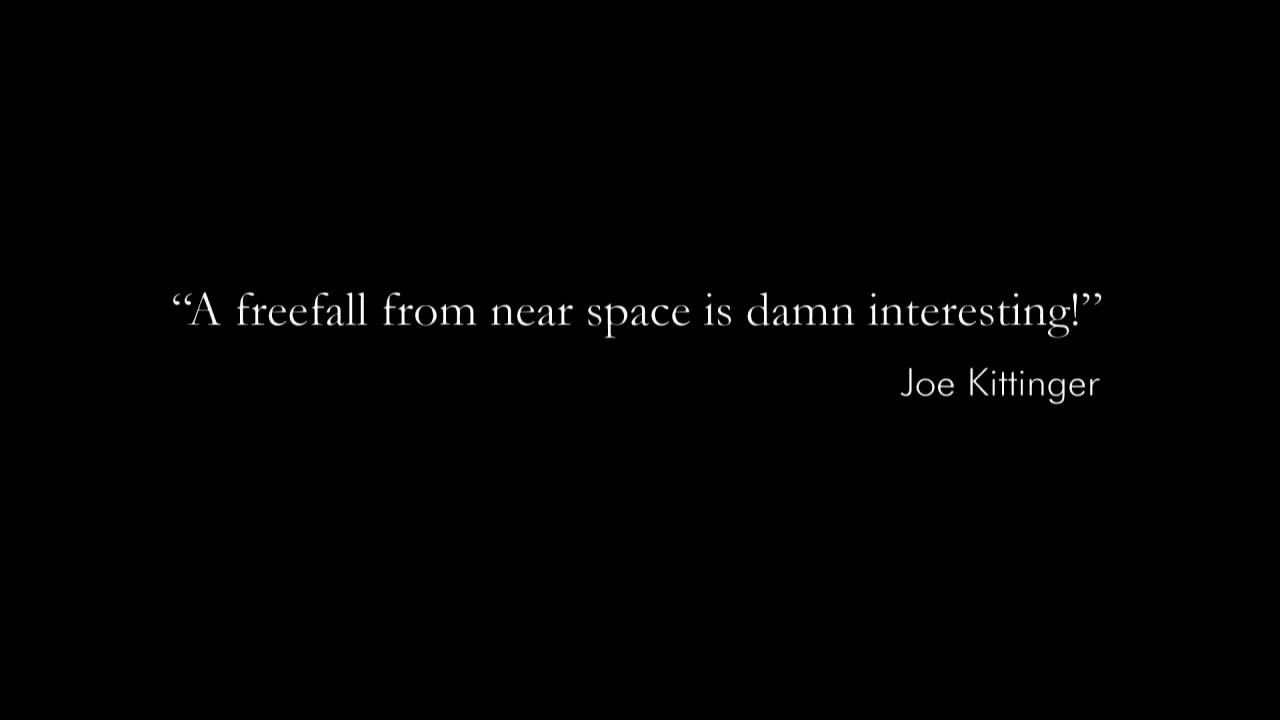 “A freefall from near space is damn interesting!”
Joe Kittinger